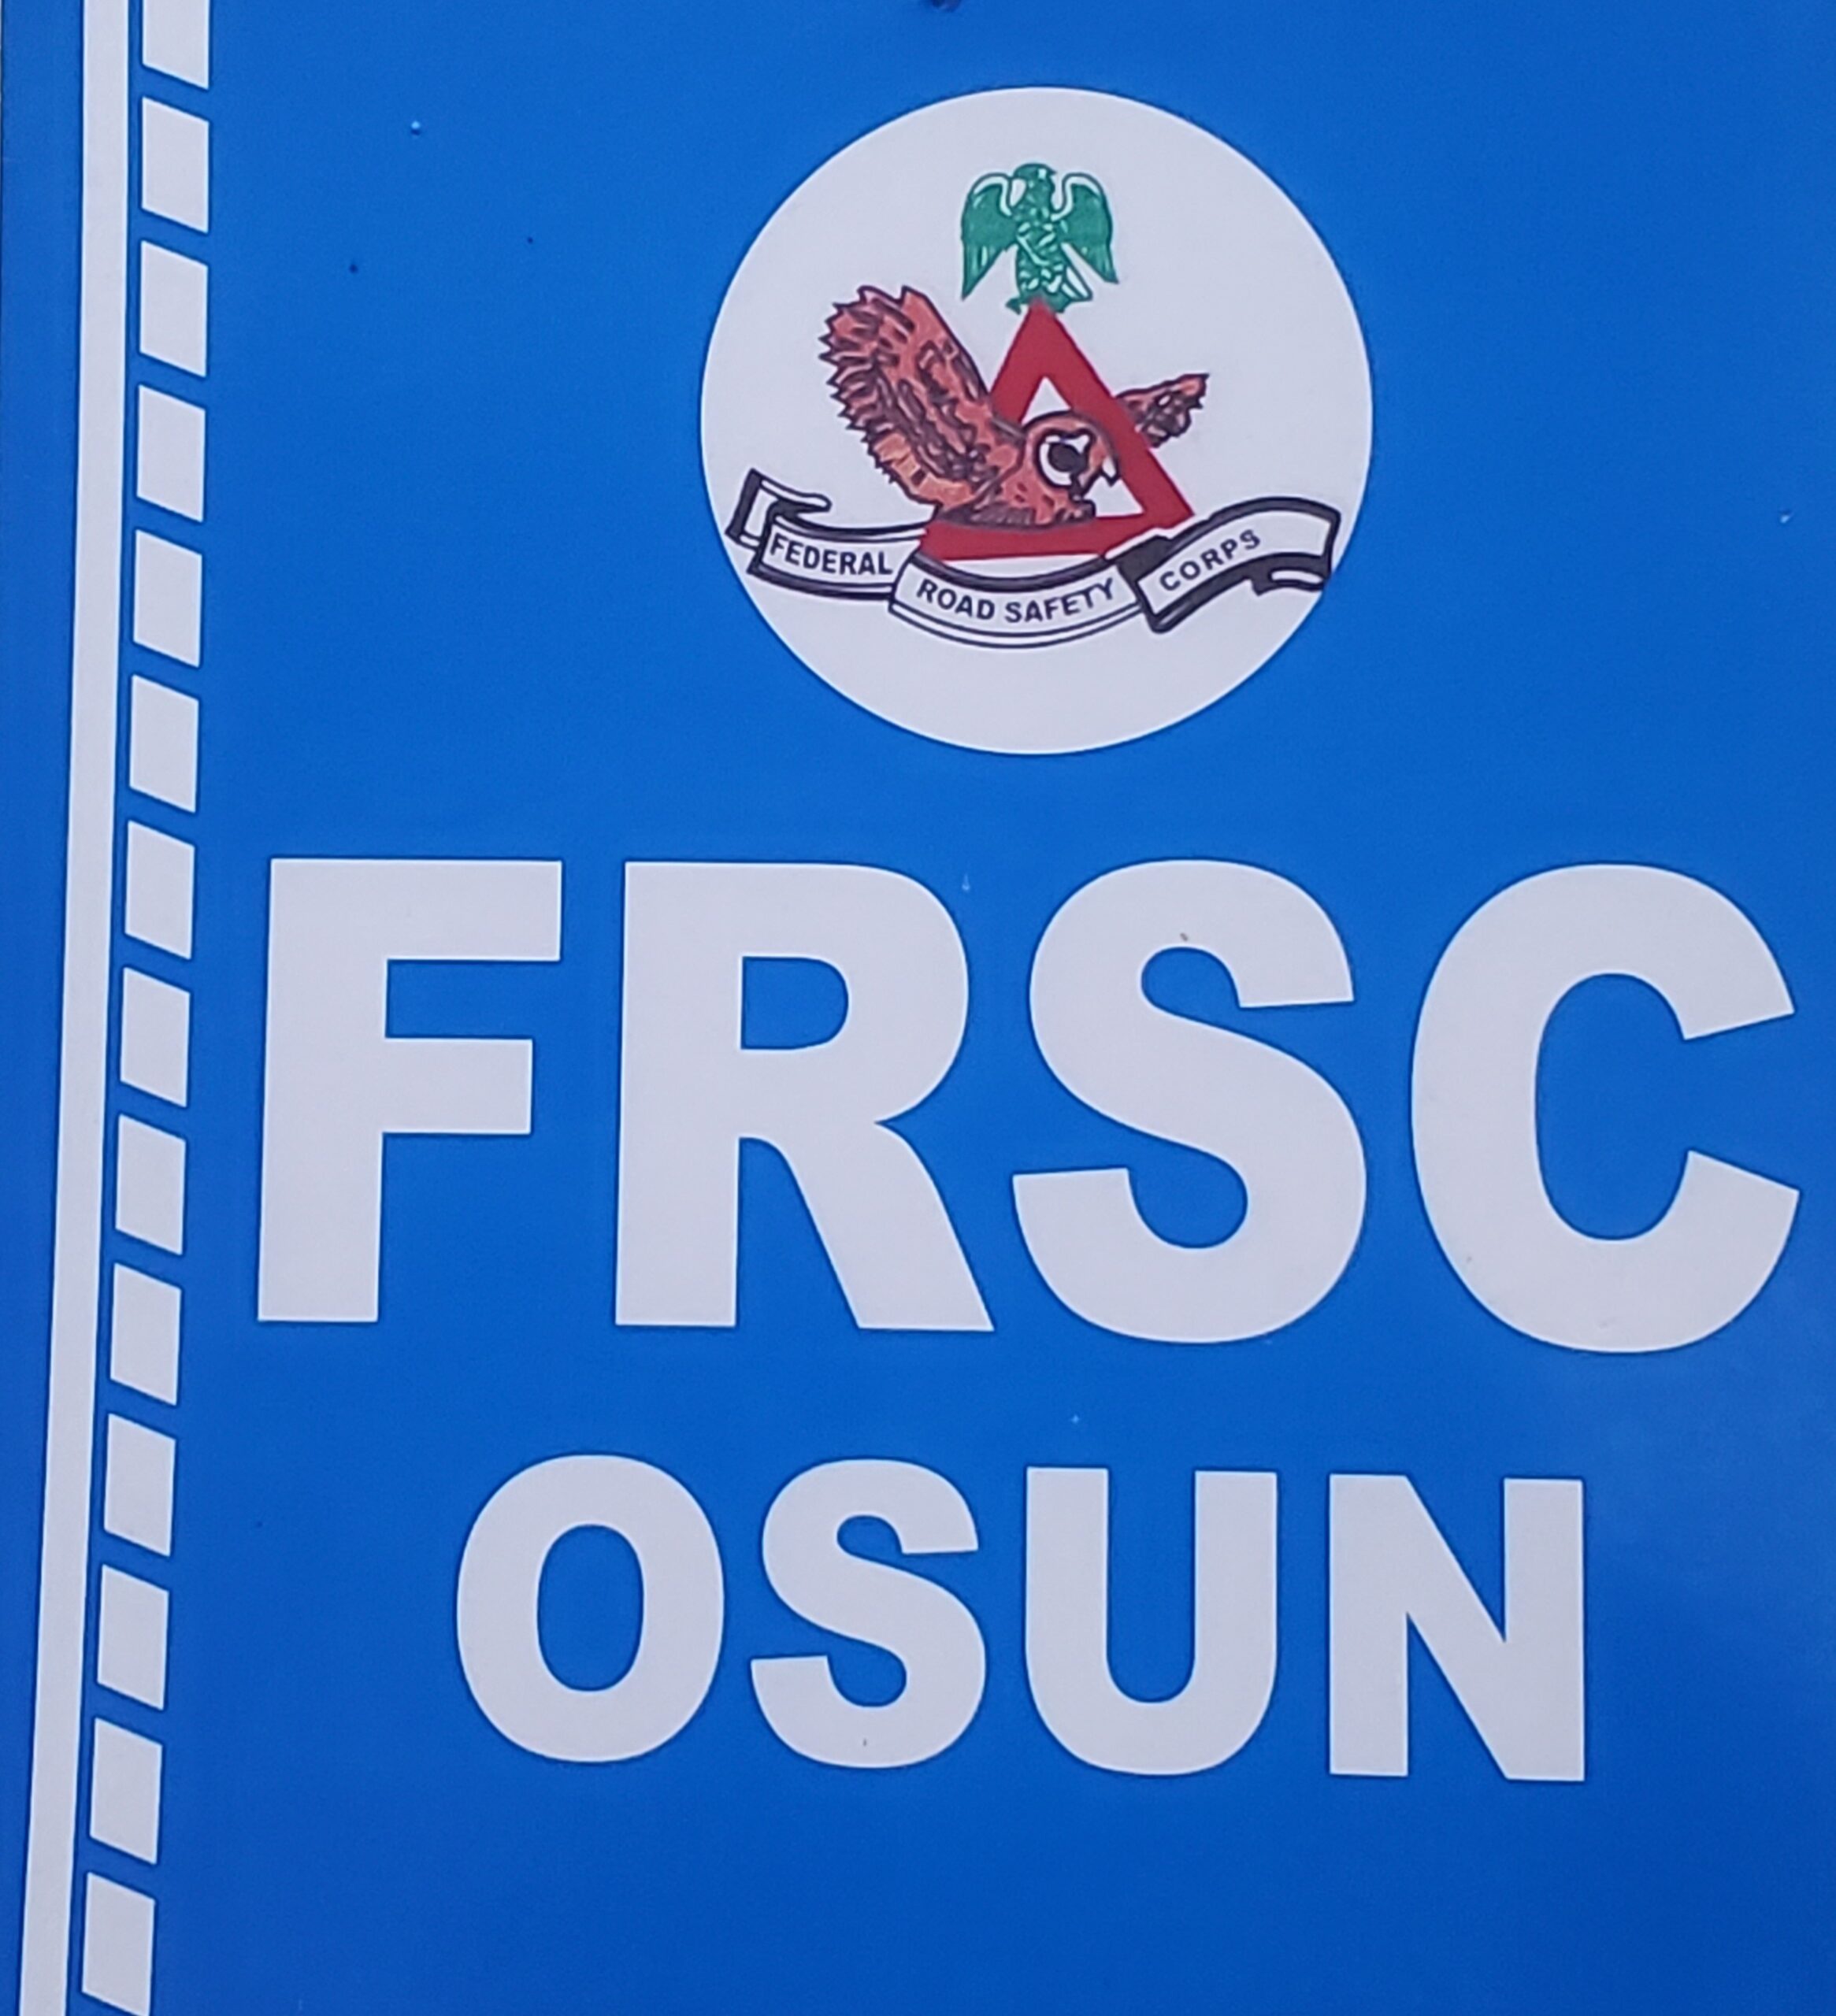 FEDERAL ROAD SAFETY CORPS
FRSC
OSUN